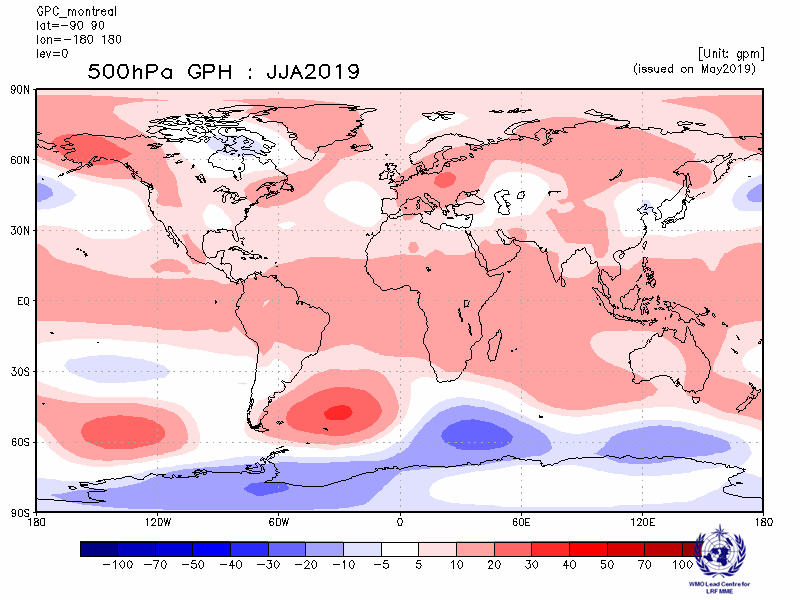 GPC_montreal
lat=-90 90
lon=-180 180
lev=0
[Unit: gpm]
500hPa GPH : JJA2019
(issued on May2019)
90N
60N
30N
EQ
30S
60S
90S
180 120W 60W 0 60E 120E 180
-100 -70 -50 -40 -30 -20 -10 -5 5 10 20 30 40 50 70 100
WMO Lead Centre for
LRF MME